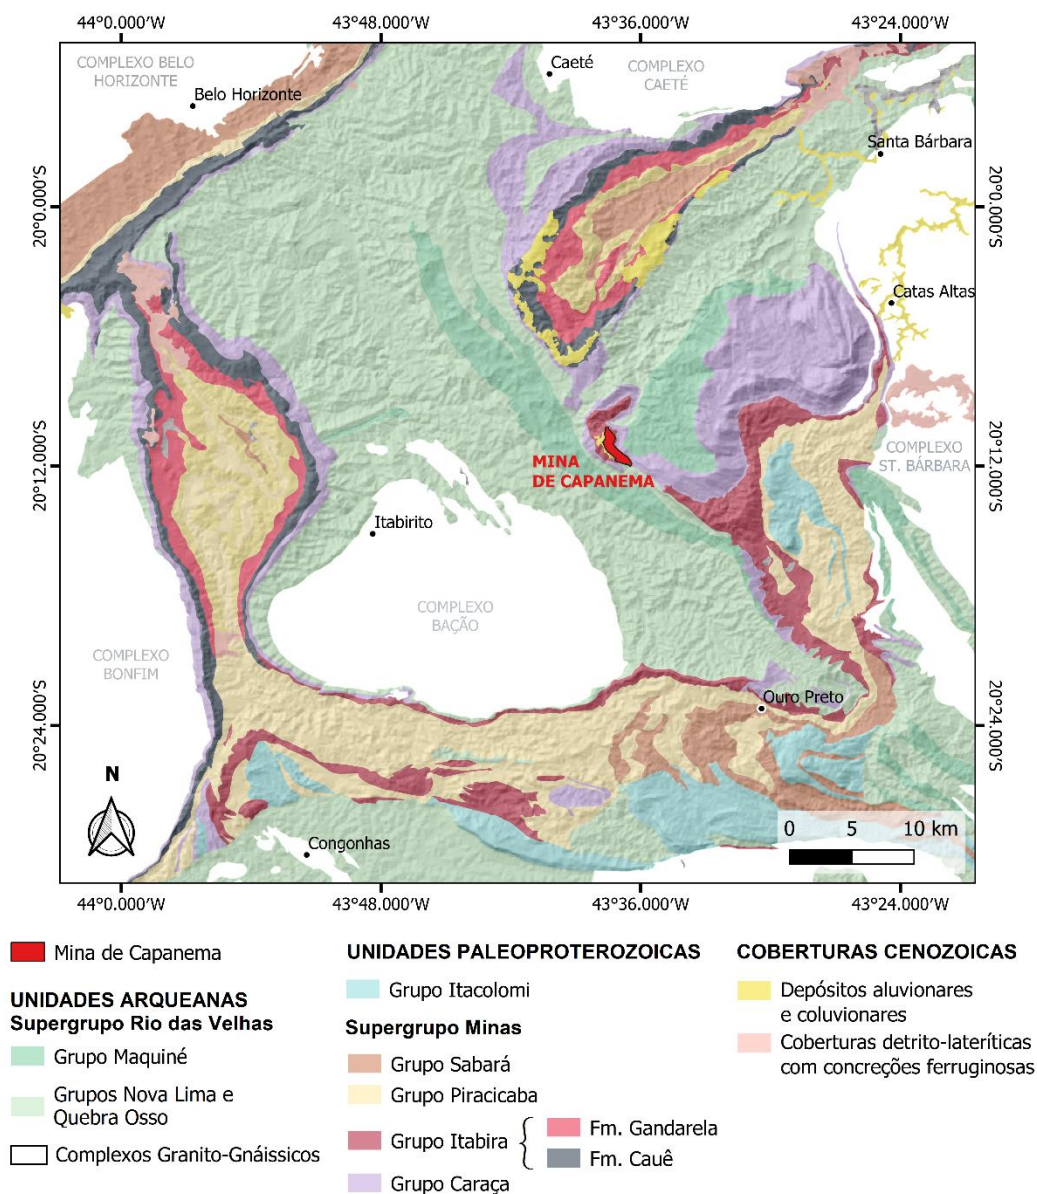 44°0.000'W 43°48.000'W 43°36.000'W 43°24.000'W
COMPLEXO BELO
HORIZONTE
Belo Horizonte
Caeté
COMPLEXO
CAETÉ
Santa Bárbara
20°0.000'S
20°0.000'S
Catas Altas
MINA
DE CAPANEMA
COMPLEXO
ST. BÁRBARA
20°12.000'S
20°12.000'S
Itabirito
COMPLEXO
BAÇÃO
COMPLEXO
BONFIM
Ouro Preto
20°24.000'S
20°24.000'S
N
Congonhas
0 5 10 km
44°0.000'W 43°48.000'W 43°36.000'W 43°24.000'W
Mina de Capanema
UNIDADES ARQUEANAS
Supergrupo Rio das Velhas
Grupo Maquiné
Grupos Nova Lima e
Quebra Osso
Complexos Granito-Gnáissicos
UNIDADES PALEOPROTEROZOICAS
Grupo Itacolomi
Supergrupo Minas
Grupo Sabará
Grupo Piracicaba
Grupo Itabira
Fm. Gandarela
Fm. Cauê
Grupo Caraça
COBERTURAS CENOZOICAS
Depósitos aluvionares
e coluvionares
Coberturas detrito-lateríticas
com concreções ferruginosas